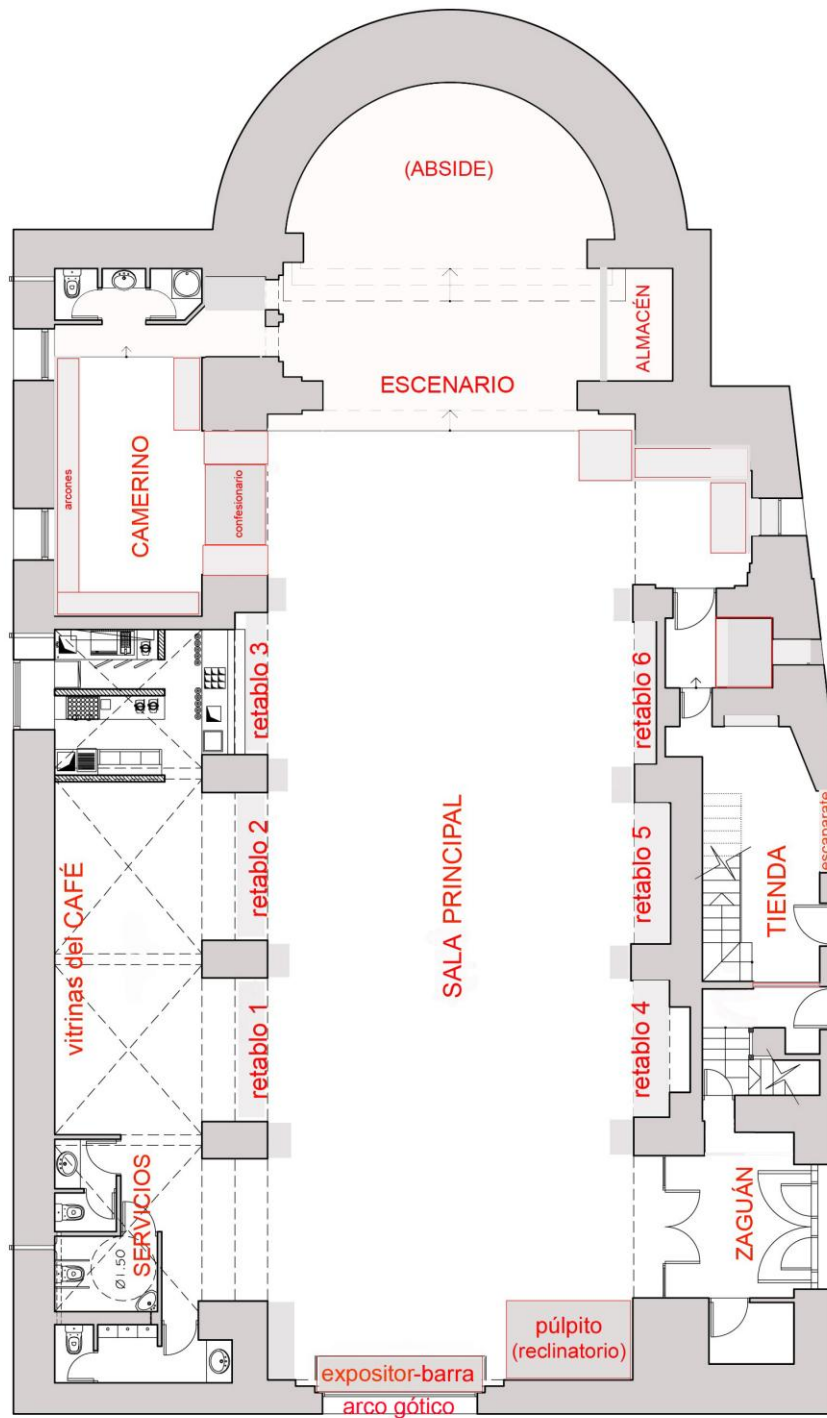 (ABSIDE)
ALMACÉN
ESCENARIO
CAMERINO
arcones
confesionario
retablo 3
retablo 6
SALA PRINCIPAL
retablo 2
retablo 5
escaparate
TIENDA
vitrinas del CAFÉ
retablo 1
retablo 4
SERVICIOS
Ø1.50
ZAGUÁN
púlpito
(reclinatorio)
expositor-barra
arco gótico